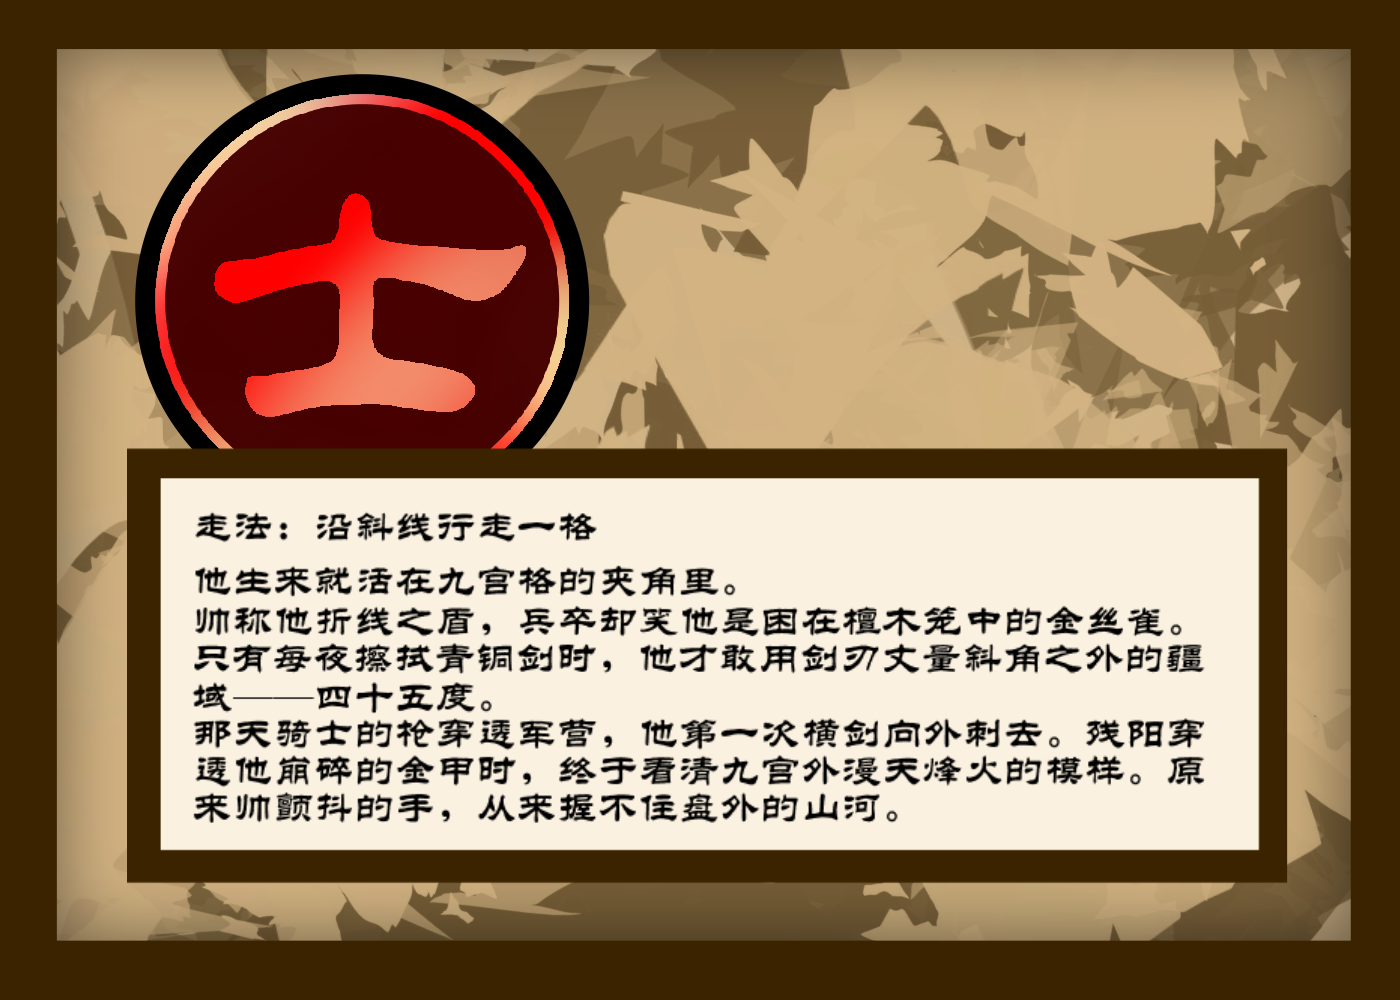 士
走法：沿斜线行走一格
他生来就活在九宫格的夹角里。
帅称他折线之盾，兵卒却笑他是困在檀木笼中的金丝雀。
只有每夜擦拭青铜剑时，他才敢用剑刃丈量斜角之外的疆
域——四十五度。
那天骑士的枪穿透军营，他第一次横剑向外刺去。残阳穿
透他崩碎的金甲时，终于看清九宫外漫天烽火的模样。原
来帅颤抖的手，从来握不住盘外的山河。